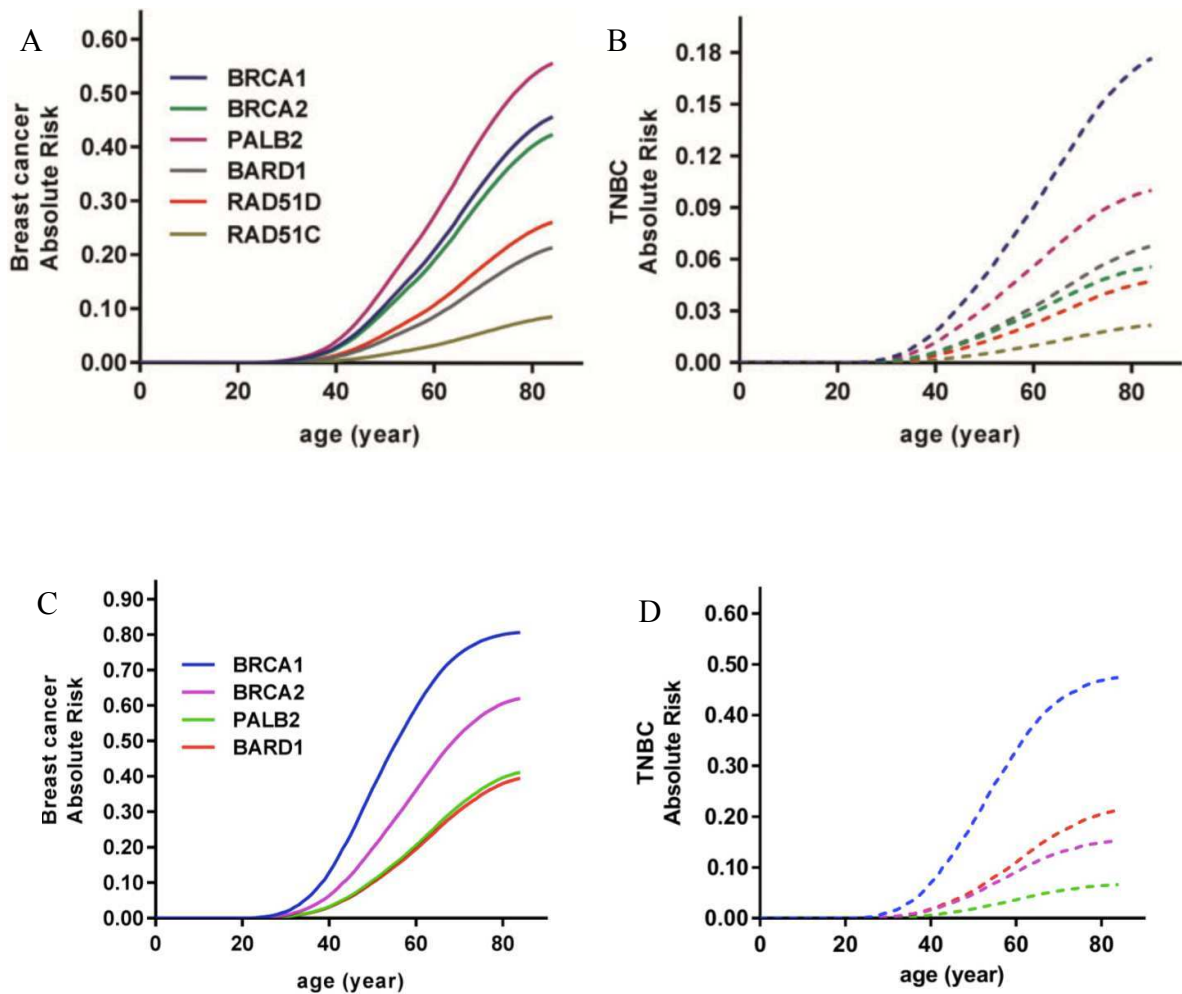 A
Breast cancer
Absolute Risk
0.60
0.50
0.40
0.30
0.20
0.10
0.00
BRCA1
BRCA2
PALB2
BARD1
RAD51D
RAD51C
0 20 40 60 80
age (year)
B
TNBC
Absolute Risk
0.18
0.15
0.12
0.09
0.06
0.03
0.00
0 20 40 60 80
age (year)
C
Breast cancer
Absolute Risk
0.90
0.80
0.70
0.60
0.50
0.40
0.30
0.20
0.10
0.00
BRCA1
BRCA2
PALB2
BARD1
0 20 40 60 80
age (year)
D
TNBC
Absolute Risk
0.60
0.50
0.40
0.30
0.20
0.10
0.00
0 20 40 60 80
age (year)